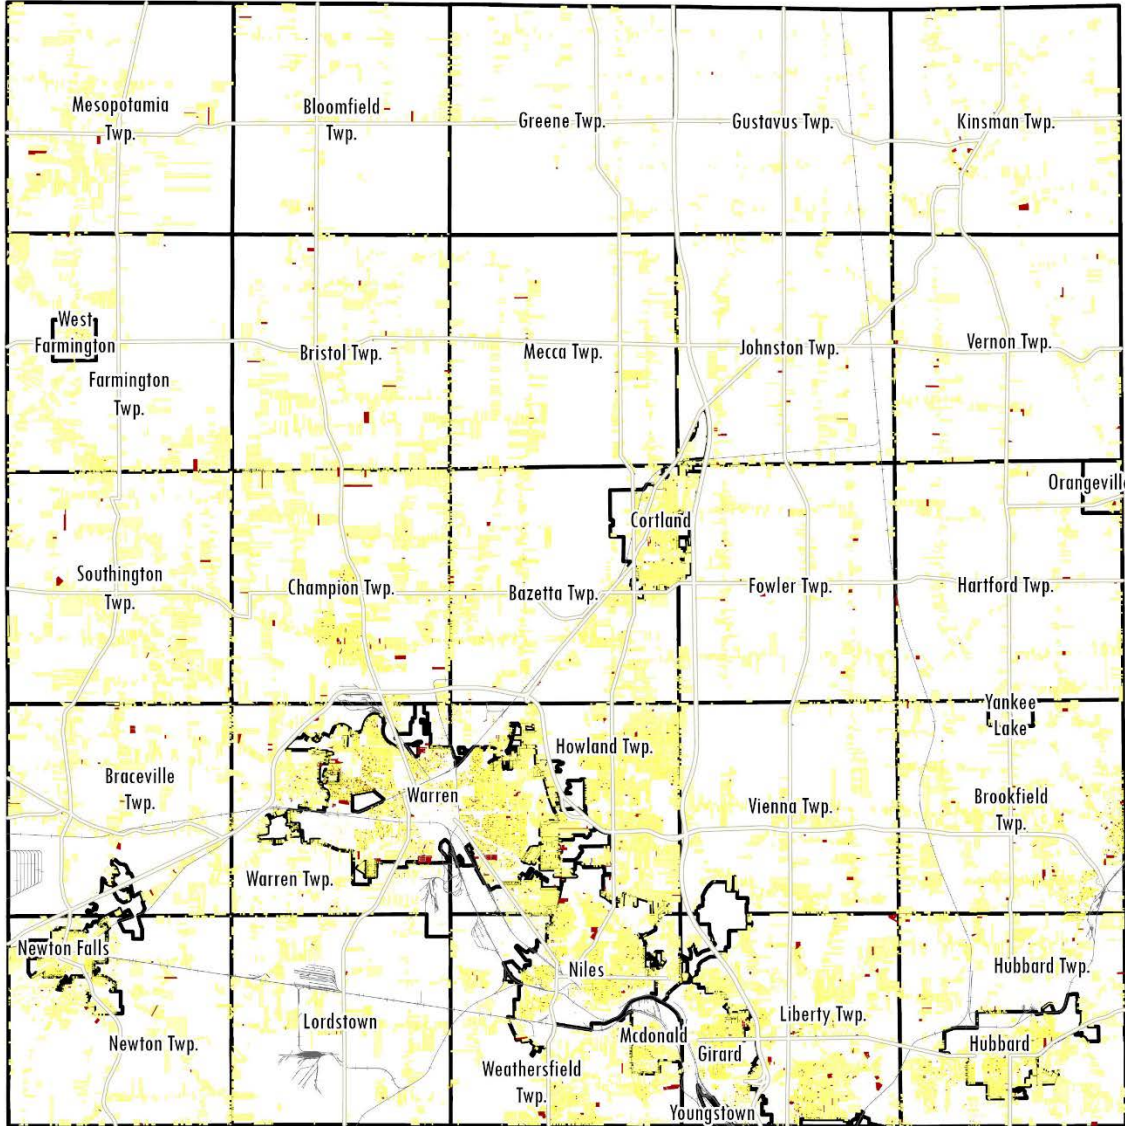 Mesopotamia
Twp.
Bloomfield
Twp.
Greene Twp.
Gustavus Twp.
Kinsman Twp.
West
Farmington
Farmington
Twp.
Bristol Twp.
Mecca Twp.
Johnston Twp.
Vernon Twp.
Orangeville
Cortland
Southington
Twp.
Champion Twp.
Bazetta Twp.
Fowler Twp.
Hartford Twp.
Yankee
Lake
Braceville
Twp.
Warren
Howland Twp.
Vienna Twp.
Brookfield
Twp.
Warren Twp.
Newton Falls
Niles
Hubbard Twp.
Newton Twp.
Lordstown
Weathersfield
Twp.
Mcdonald
Girard
Liberty Twp.
Hubbard
Youngstown